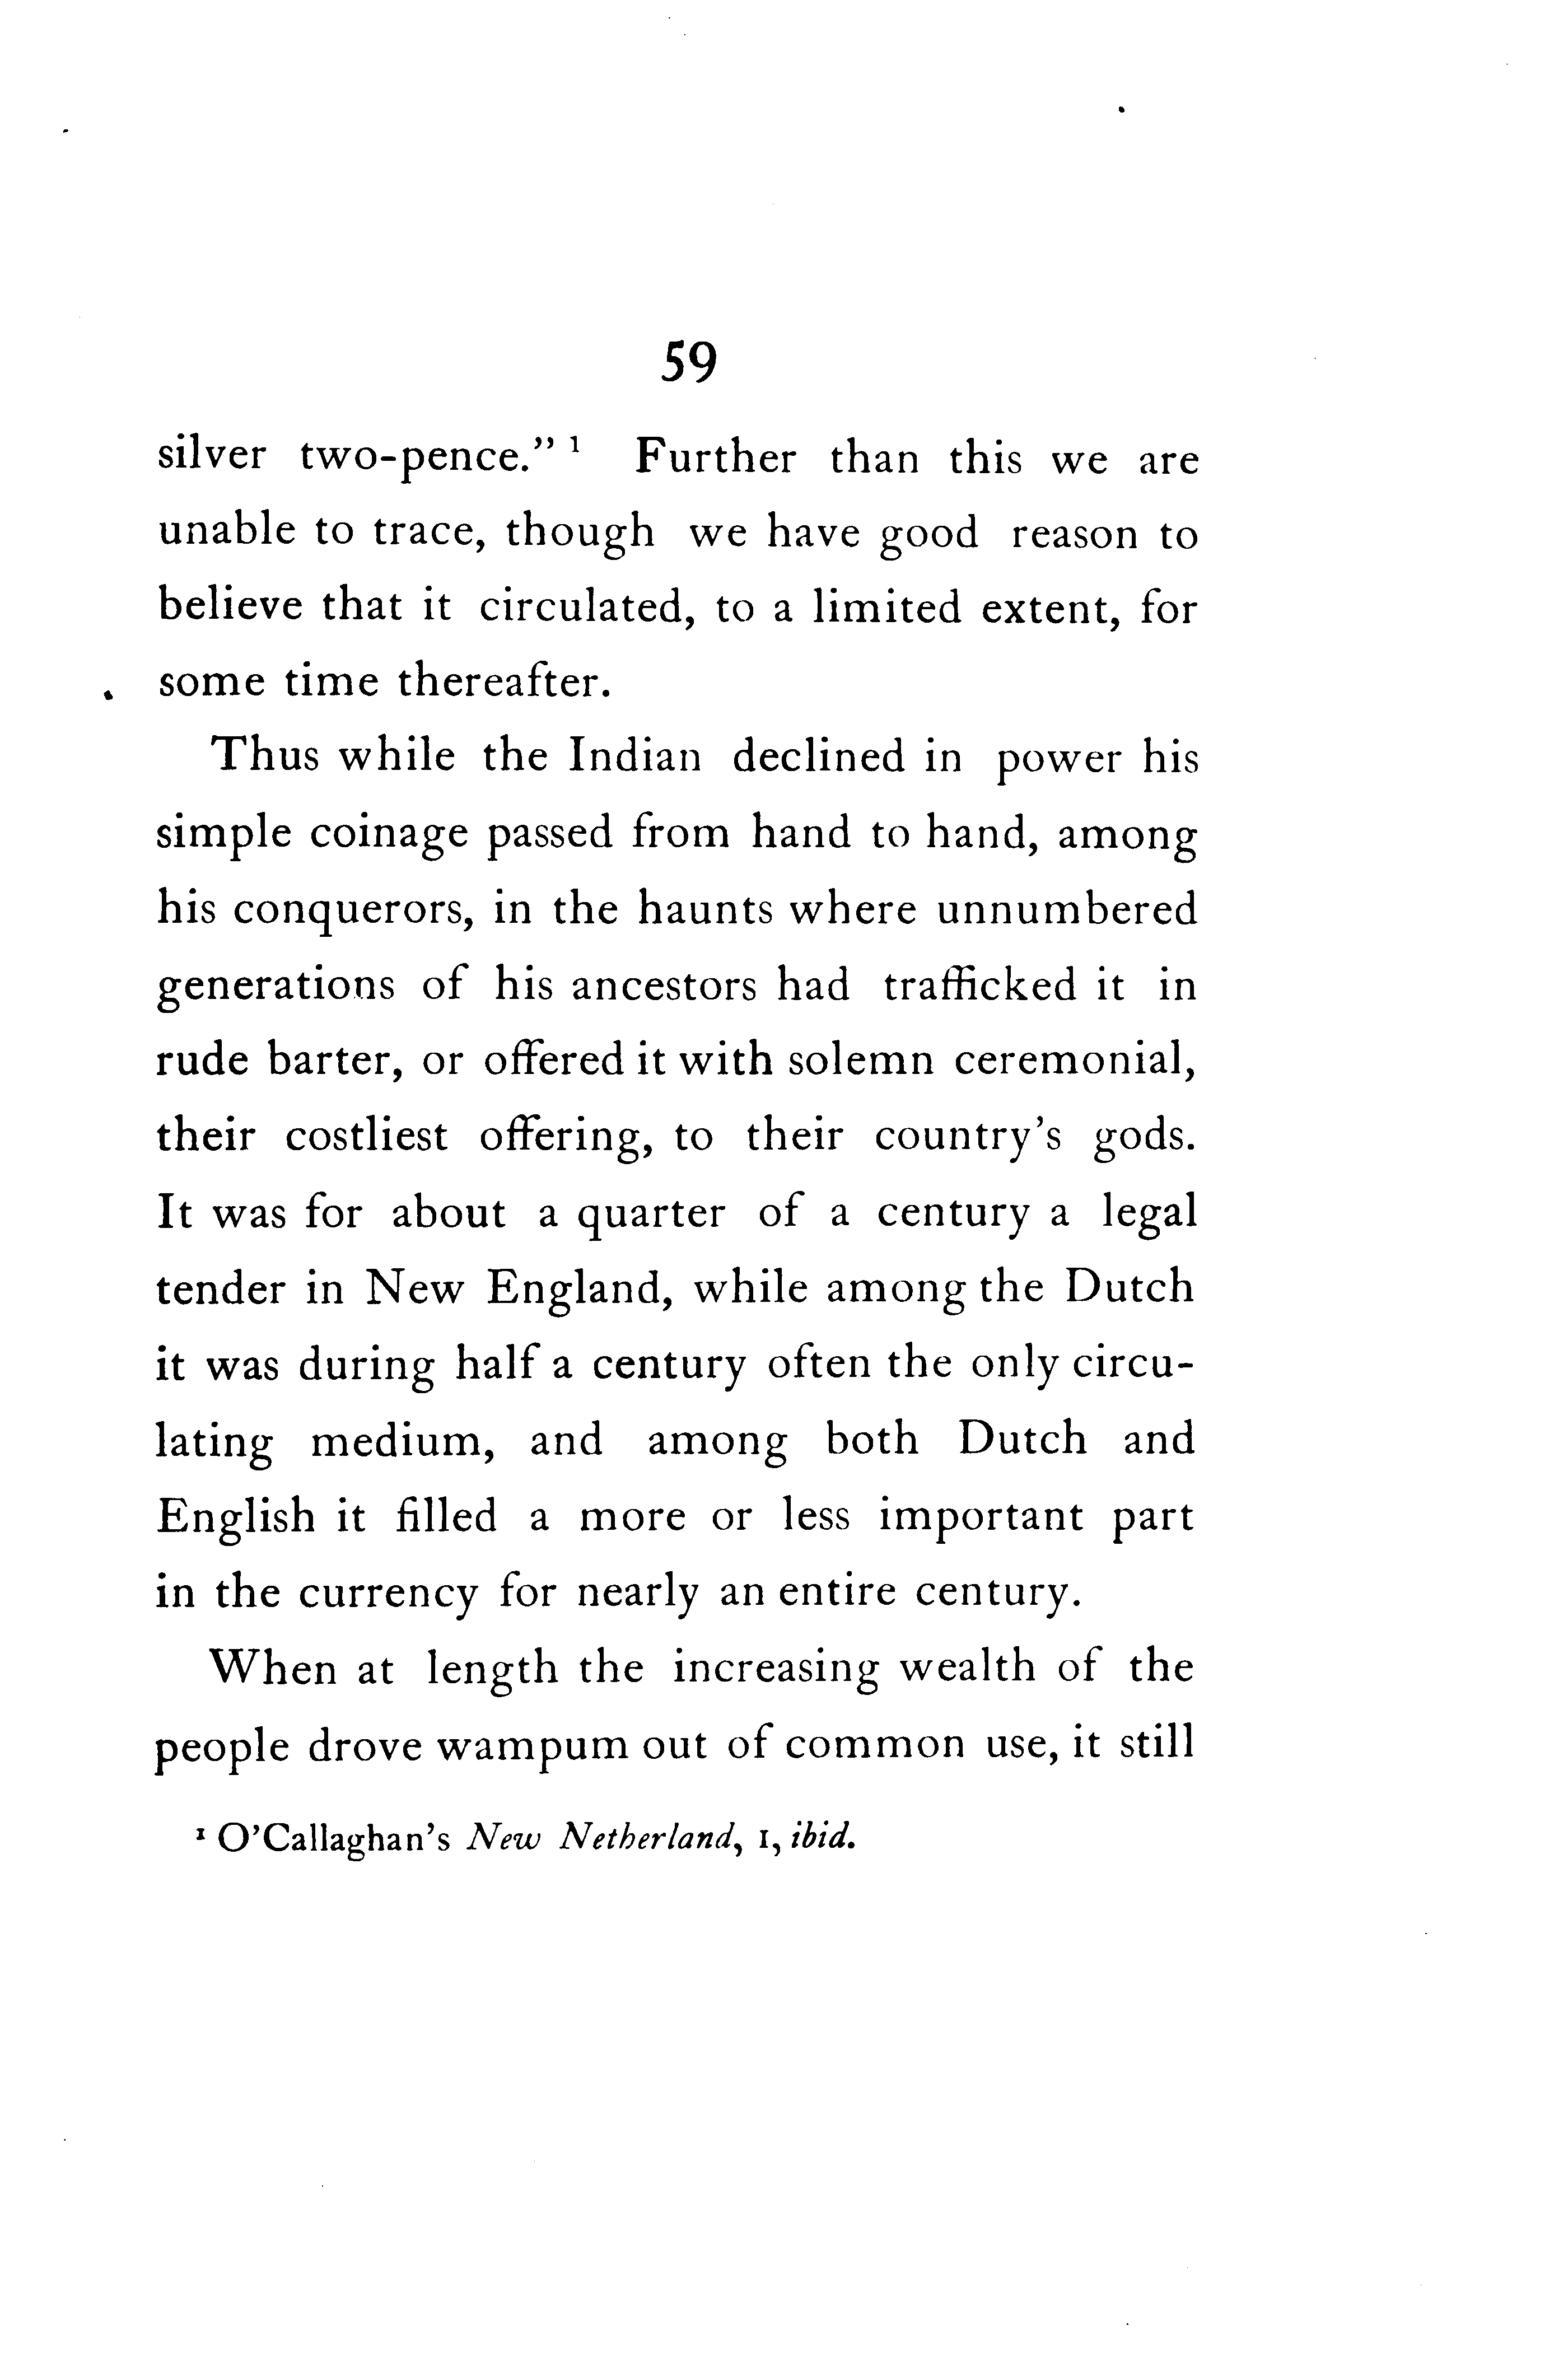 59
silver two-pence.” ¹ Further than this we are
unable to trace, though we have good reason to
believe that it circulated, to a limited extent, for
some time thereafter.
Thus while the Indian declined in power his
simple coinage passed from hand to hand, among
his conquerors, in the haunts where unnumbered
generations of his ancestors had trafficked it in
rude barter, or offered it with solemn ceremonial,
their costliest offering, to their country’s gods.
It was for about a quarter of a century a legal
tender in New England, while among the Dutch
it was during half a century often the only circu-
lating medium, and among both Dutch and
English it filled a more or less important part
in the currency for nearly an entire century.
When at length the increasing wealth of the
people drove wampum out of common use, it still
¹ O’Callaghan’s New Netherland, I, ibid.